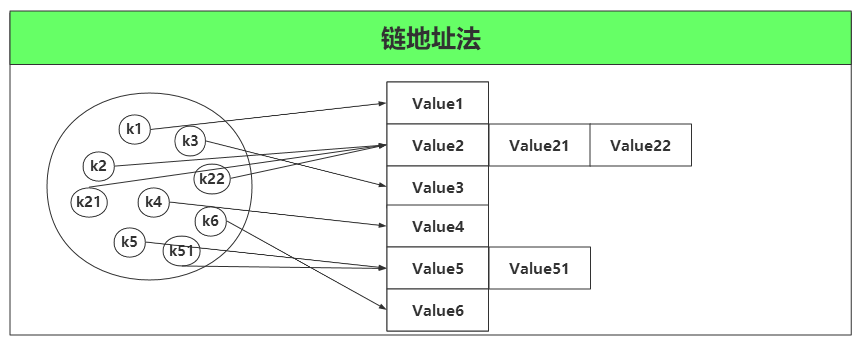 链地址法
k1
k3
k2
k22
k21
k4
k6
k5
k51
Value1
Value2 Value21 Value22
Value3
Value4
Value5 Value51
Value6